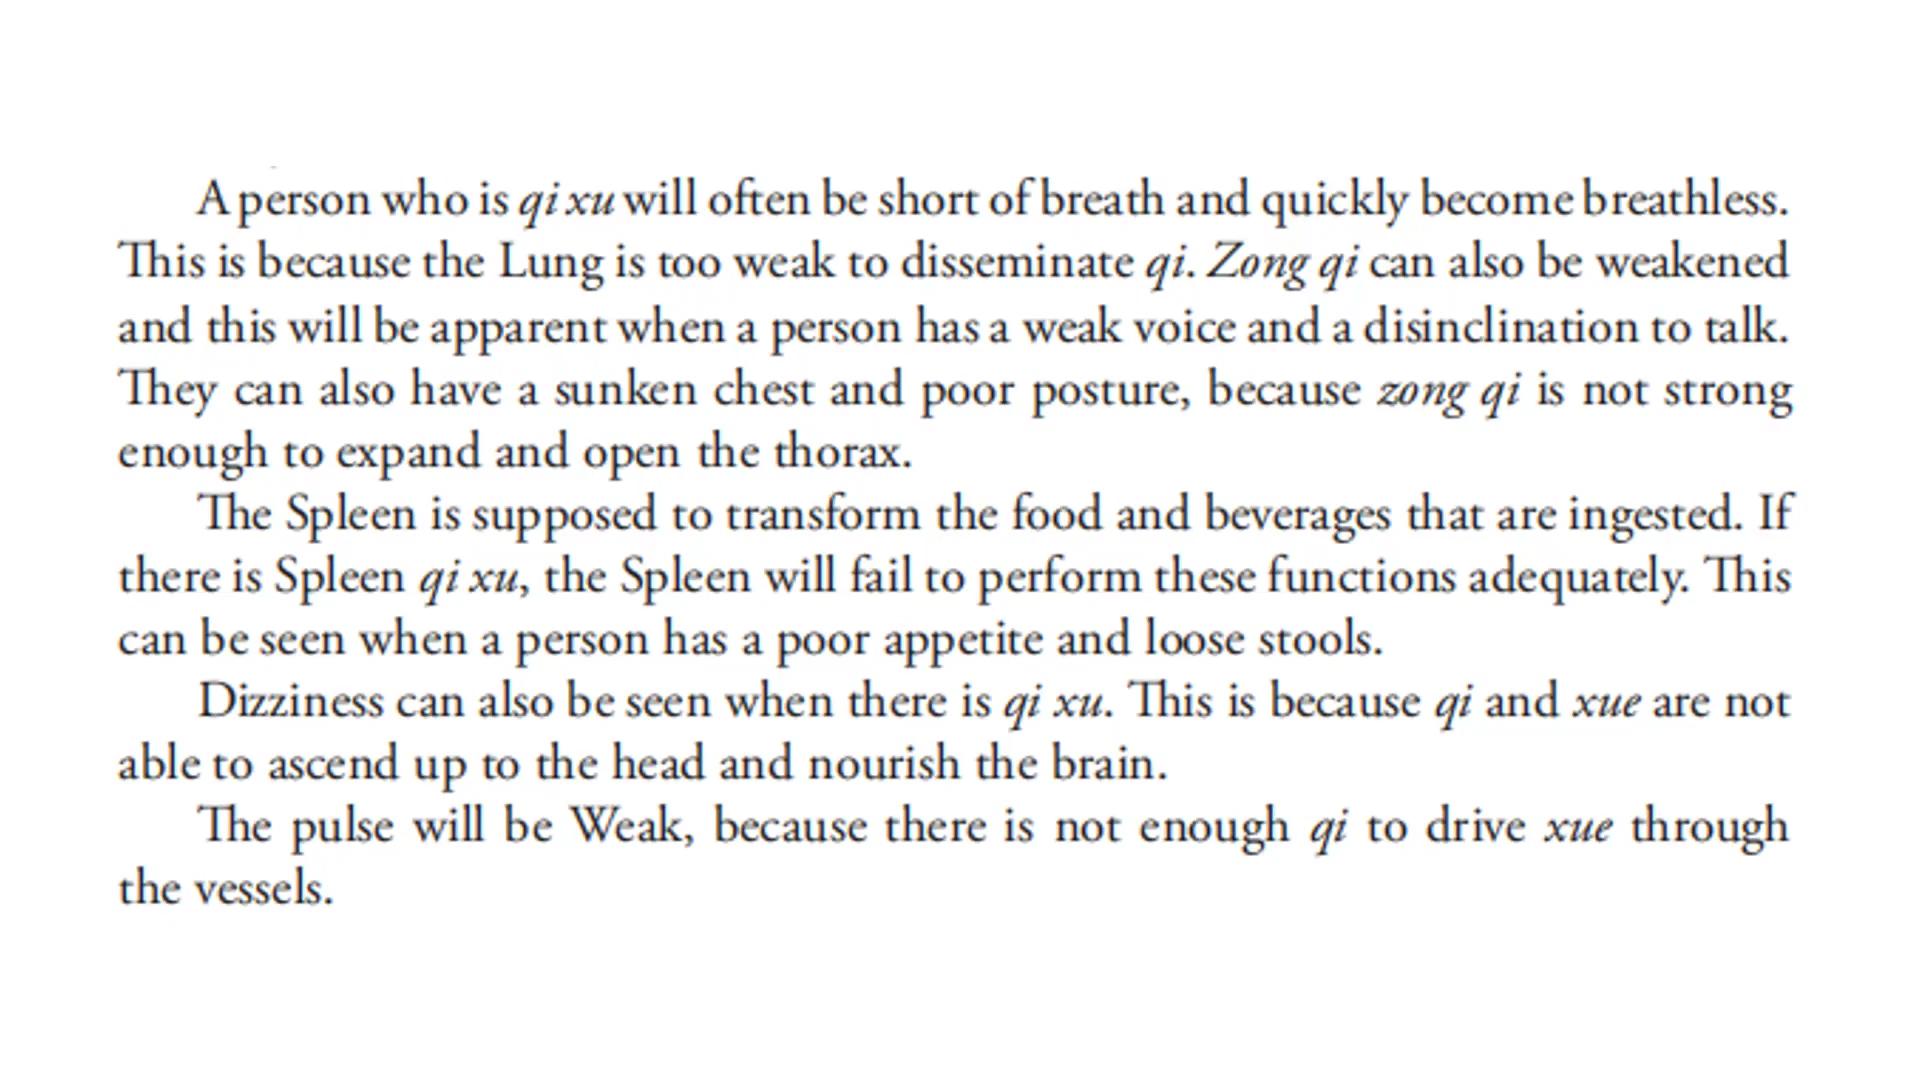 A person who is qi xu will often be short of breath and quickly become breathless.
This is because the Lung is too weak to disseminate qi. Zong qi can also be weakened
and this will be apparent when a person has a weak voice and a disinclination to talk.
They can also have a sunken chest and poor posture, because zong qi is not strong
enough to expand and open the thorax.
The Spleen is supposed to transform the food and beverages that are ingested. If
there is Spleen qi xu, the Spleen will fail to perform these functions adequately. This
can be seen when a person has a poor appetite and loose stools.
Dizziness can also be seen when there is qi xu. This is because qi and xue are not
able to ascend up to the head and nourish the brain.
The pulse will be Weak, because there is not enough qi to drive xue through
the vessels.